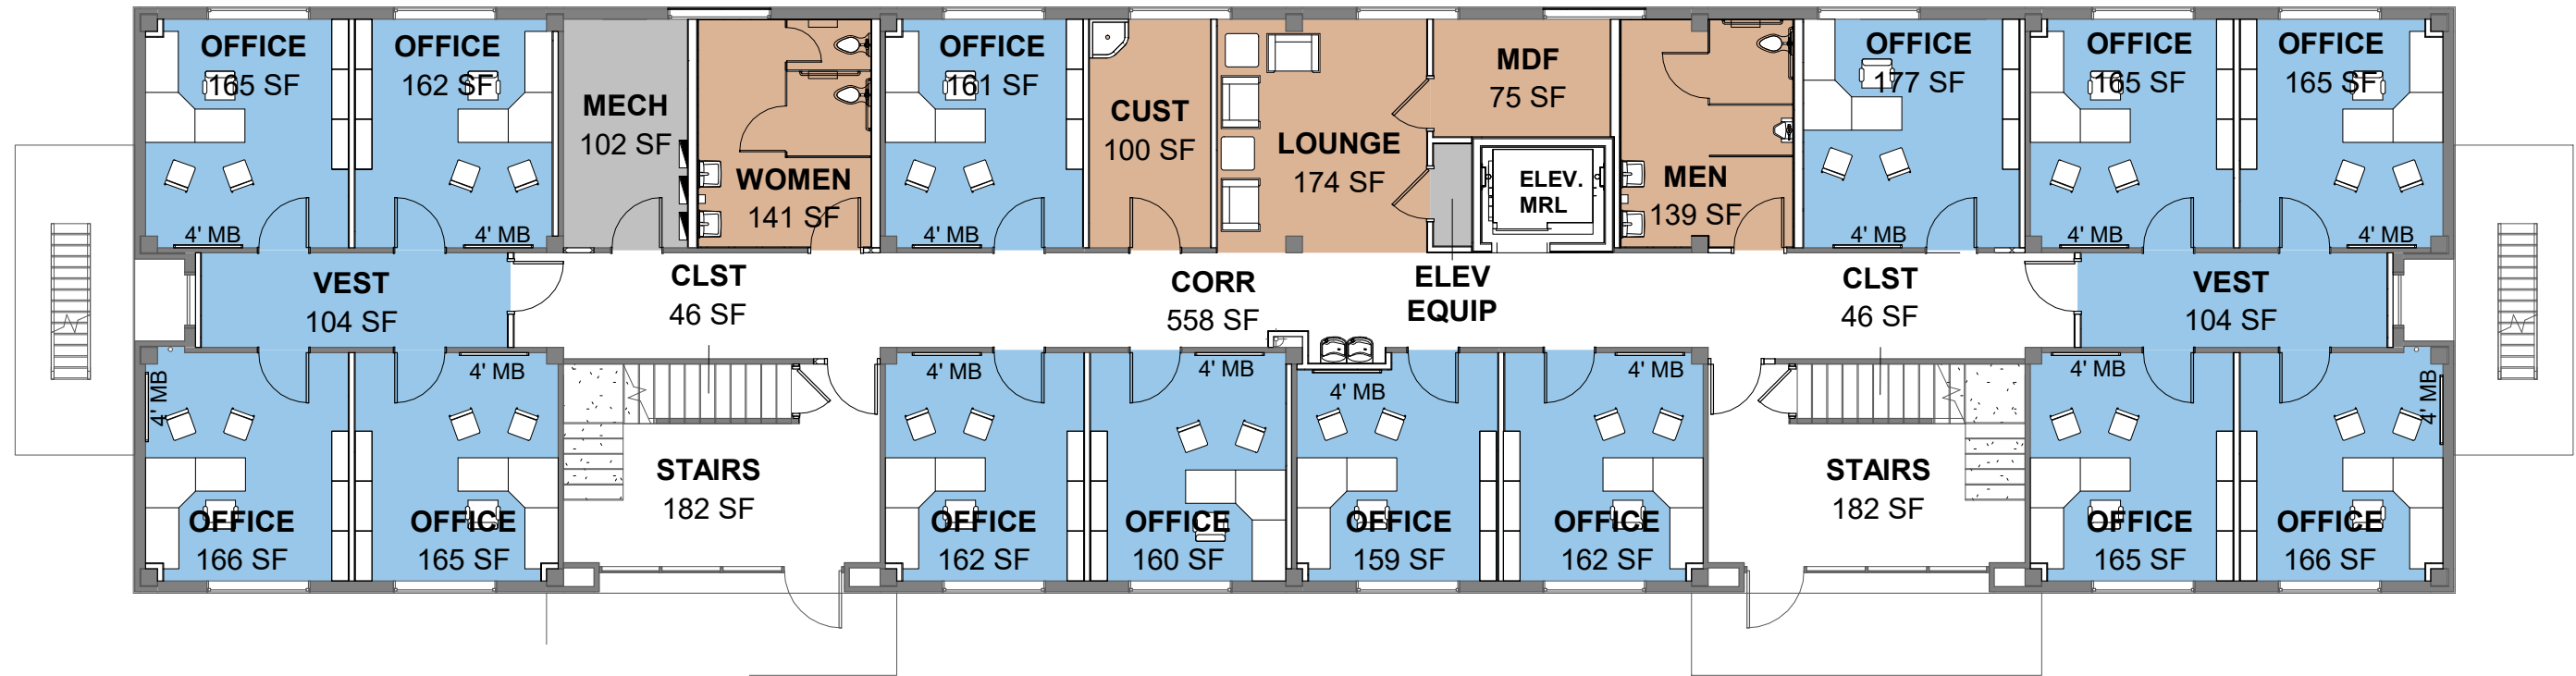 OFFICE
165 SF
OFFICE
162 SF
MECH
102 SF
WOMEN
141 SF
OFFICE
161 SF
CUST
100 SF
LOUNGE
174 SF
MDF
75 SF
ELEV.
MRL
MEN
139 SF
OFFICE
177 SF
OFFICE
165 SF
OFFICE
165 SF
4' MB
4' MB
4' MB
4' MB
4' MB
4' MB
VEST
104 SF
CLST
46 SF
CORR
558 SF
ELEV
EQUIP
CLST
46 SF
VEST
104 SF
4' MB
4' MB
4' MB
4' MB
4' MB
4' MB
4' MB
4' MB
OFFICE
166 SF
OFFICE
165 SF
STAIRS
182 SF
OFFICE
162 SF
OFFICE
160 SF
OFFICE
159 SF
OFFICE
162 SF
STAIRS
182 SF
OFFICE
165 SF
OFFICE
166 SF